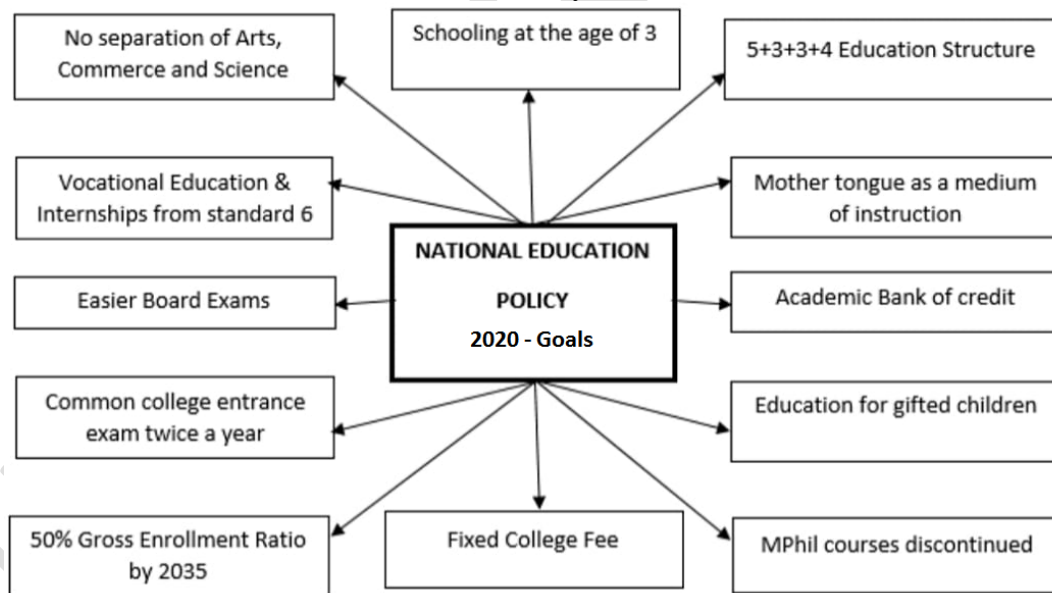 No separation of Arts,
Commerce and Science
Schooling at the age of 3
5+3+3+4 Education Structure
Vocational Education &
Internships from standard 6
Mother tongue as a medium
of instruction
NATIONAL EDUCATION
POLICY
2020 - Goals
Easier Board Exams
Academic Bank of credit
Common college entrance
exam twice a year
Education for gifted children
50% Gross Enrollment Ratio
by 2035
Fixed College Fee
MPhil courses discontinued